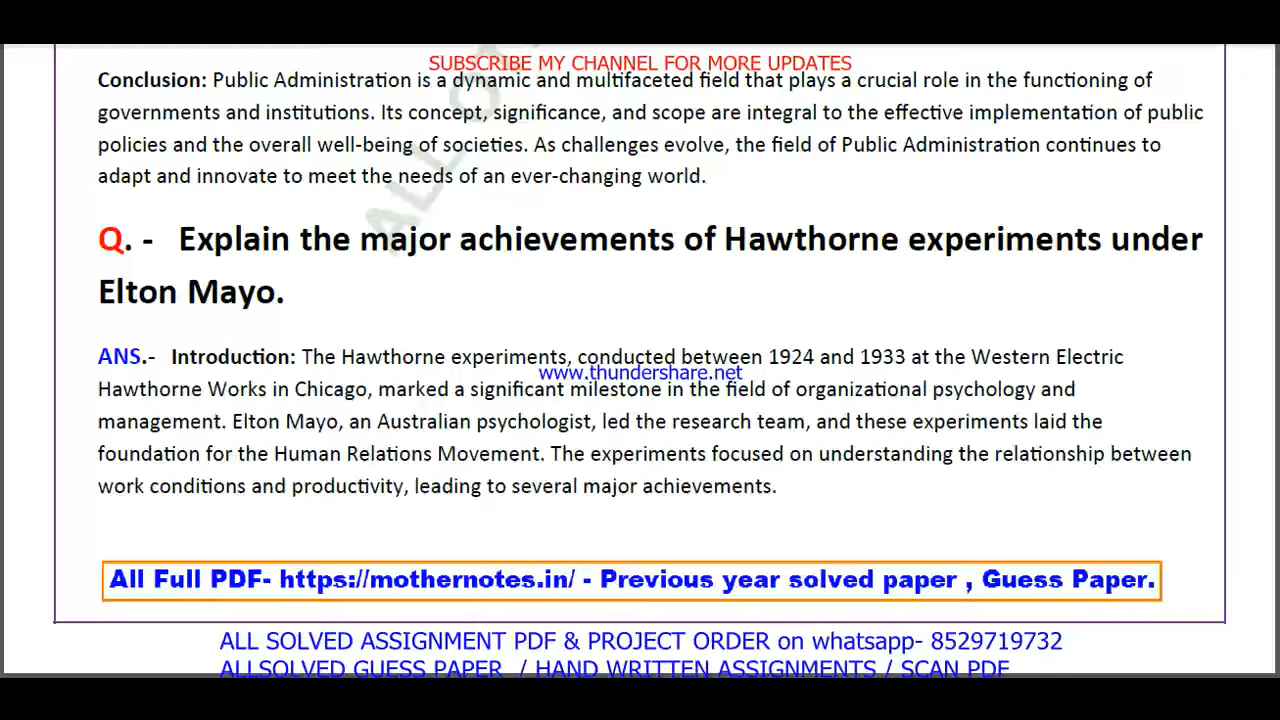 SUBSCRIBE MY CHANNEL FOR MORE UPDATES
Conclusion: Public Administration is a dynamic and multifaceted field that plays a crucial role in the functioning of
governments and institutions. Its concept, significance, and scope are integral to the effective implementation of public
policies and the overall well-being of societies. As challenges evolve, the field of Public Administration continues to
adapt and innovate to meet the needs of an ever-changing world.
Q. - Explain the major achievements of Hawthorne experiments under
Elton Mayo.
ANS.- Introduction: The Hawthorne experiments, conducted between 1924 and 1933 at the Western Electric
www.thundershare.net
Hawthorne Works in Chicago, marked a significant milestone in the field of organizational psychology and
management. Elton Mayo, an Australian psychologist, led the research team, and these experiments laid the
foundation for the Human Relations Movement. The experiments focused on understanding the relationship between
work conditions and productivity, leading to several major achievements.
All Full PDF- https://mothernotes.in/ - Previous year solved paper , Guess Paper.
ALL SOLVED ASSIGNMENT PDF & PROJECT ORDER on whatsapp- 8529719732
ALLSOLVED GUESS PAPER / HAND WRITTEN ASSIGNMENTS / SCAN PDF